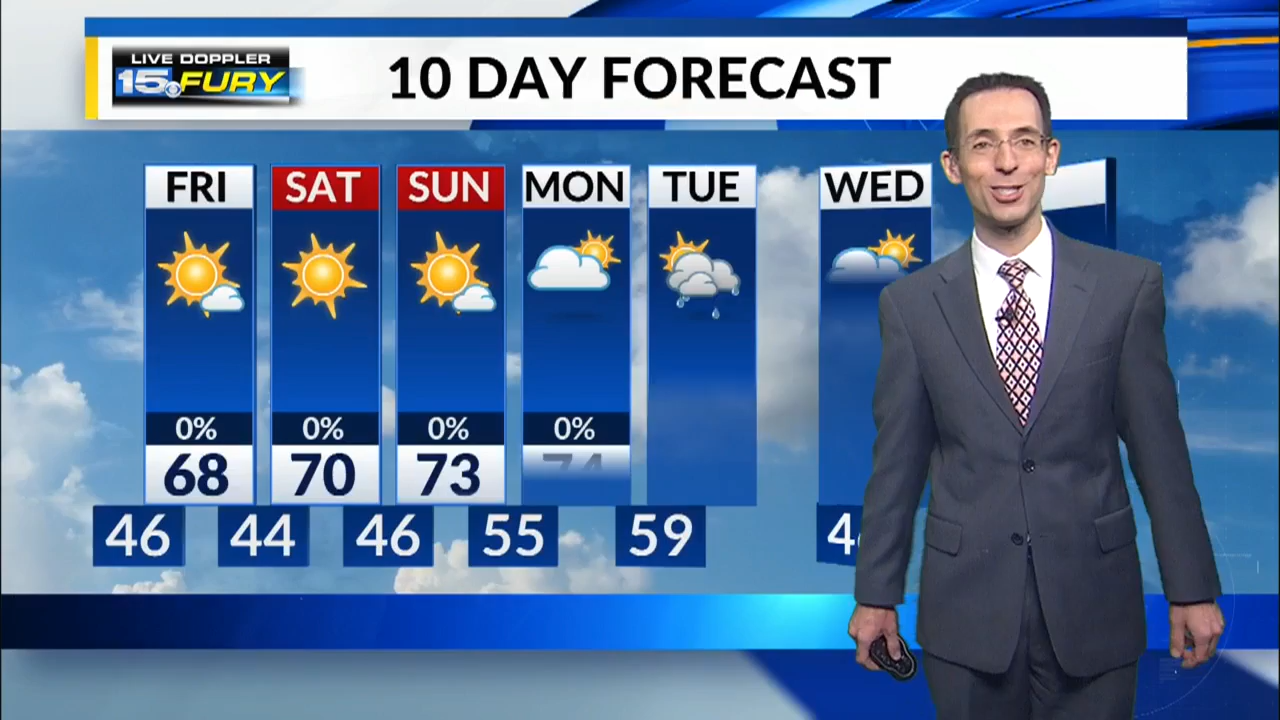 LIVE DOPPLER
15 FURY
10 DAY FORECAST
FRI SAT SUN MON TUE WED
0% 0% 0% 0%
68 70 73 74
46 44 46 55 59